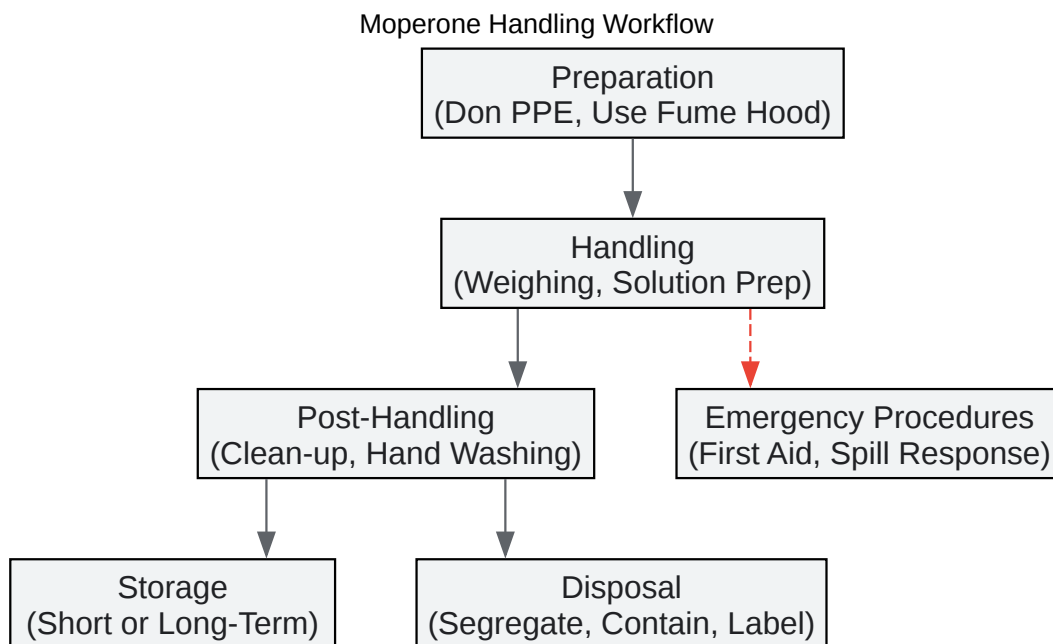 Moperone Handling Workflow
Preparation
(Don PPE, Use Fume Hood)
Handling
(Weighing, Solution Prep)
Post-Handling
(Clean-up, Hand Washing)
Emergency Procedures
(First Aid, Spill Response)
Storage
(Short or Long-Term)
Disposal
(Segregate, Contain, Label)